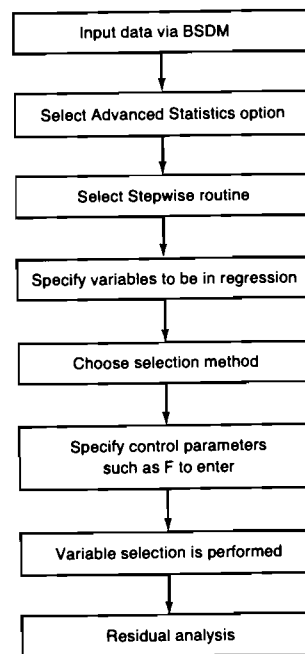 Input data via BSDM
Select Advanced Statistics option
Select Stepwise routine
Specify variables to be in regression
Choose selection method
Specify control parameters
such as F to enter
Variable selection is performed
Residual analysis